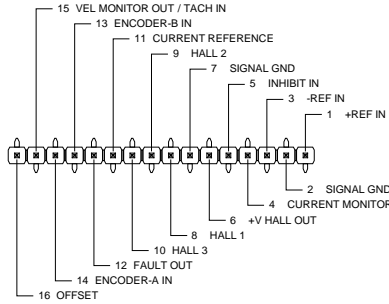 15 VEL MONITOR OUT / TACH IN
13 ENCODER-B IN
11 CURRENT REFERENCE
9 HALL 2
7 SIGNAL GND
5 INHIBIT IN
3 -REF IN
1 +REF IN
2 SIGNAL GND
4 CURRENT MONITOR
6 +V HALL OUT
8 HALL 1
10 HALL 3
12 FAULT OUT
14 ENCODER-A IN
16 OFFSET